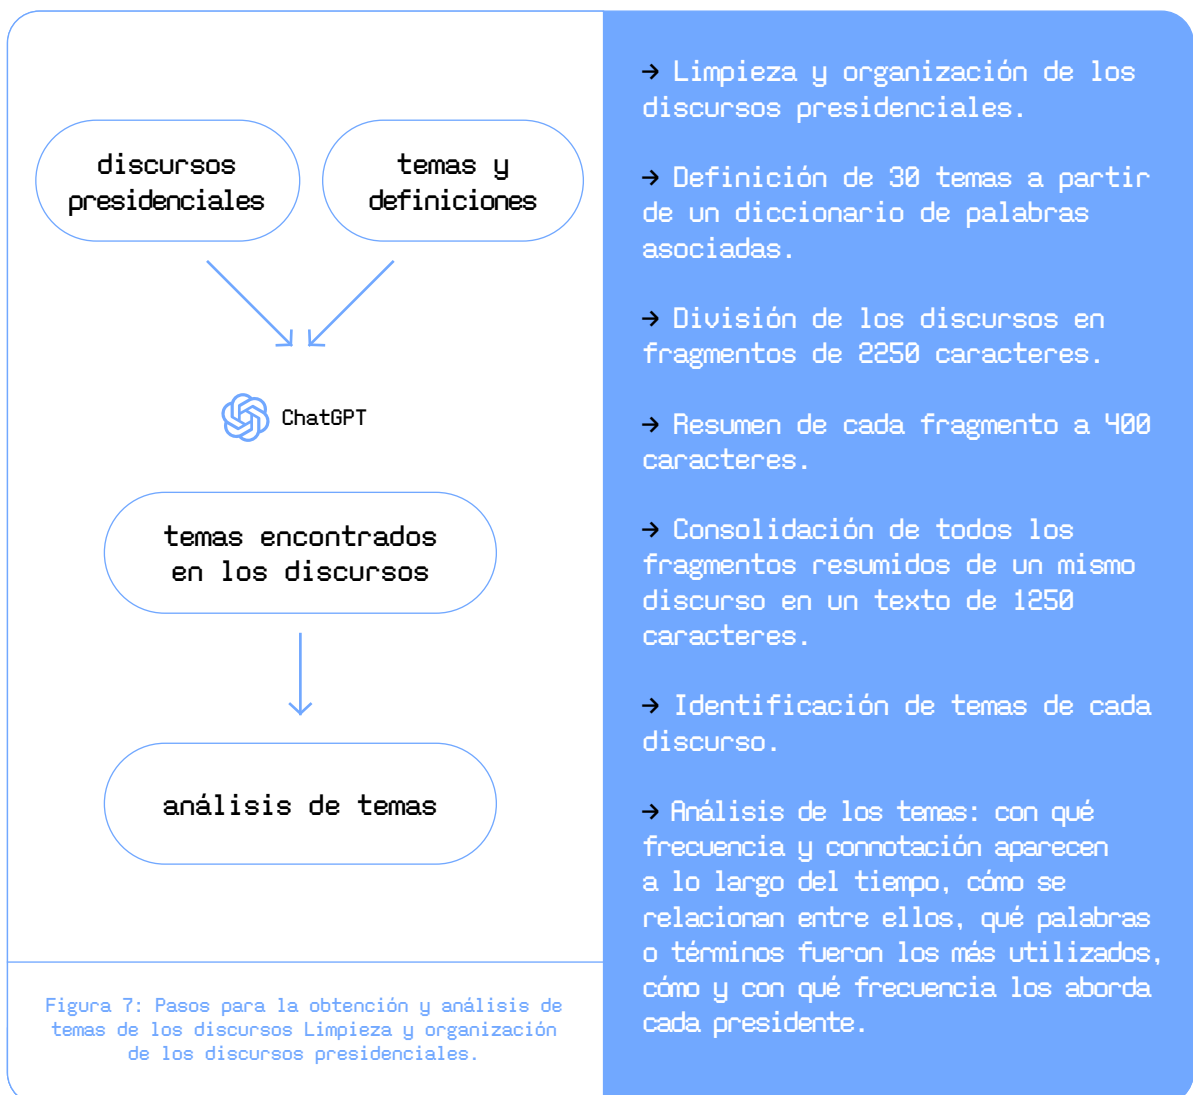 discursos
presidenciales
temas y
definiciones
ChatGPT
temas encontrados
en los discursos
análisis de temas
Figura 7: Pasos para la obtención y análisis de
temas de los discursos Limpieza y organización
de los discursos presidenciales.
→ Limpieza y organización de los
discursos presidenciales.
→ Definición de 30 temas a partir
de un diccionario de palabras
asociadas.
→ División de los discursos en
fragmentos de 2250 caracteres.
→ Resumen de cada fragmento a 400
caracteres.
→ Consolidación de todos los
fragmentos resumidos de un mismo
discurso en un texto de 1250
caracteres.
→ Identificación de temas de cada
discurso.
→ Análisis de los temas: con qué
frecuencia y connotación aparecen
a lo largo del tiempo, cómo se
relacionan entre ellos, qué palabras
o términos fueron los más utilizados,
cómo y con qué frecuencia los aborda
cada presidente.